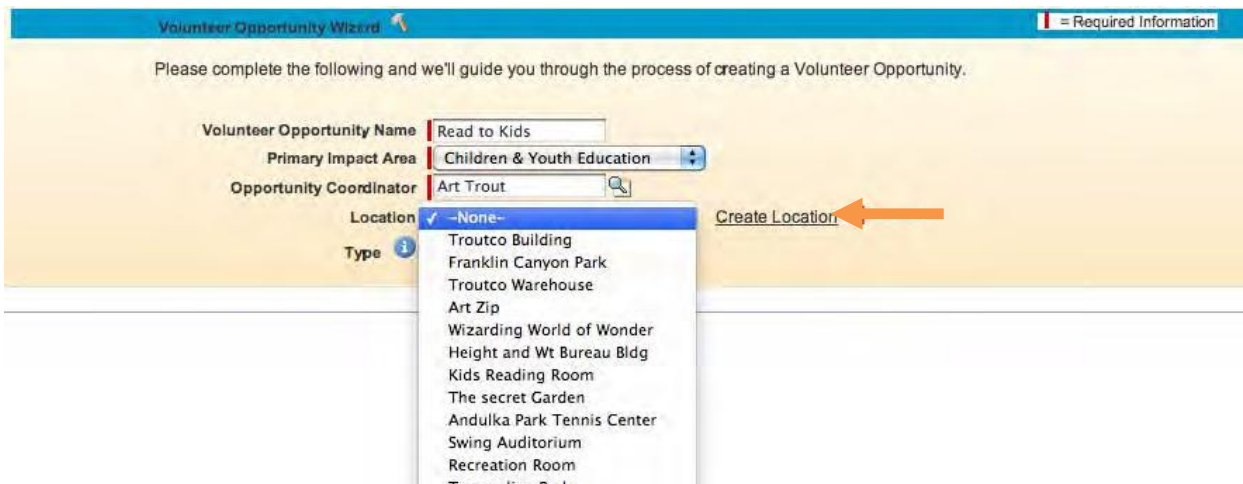 Volunteer Opportunity Wizard = Required Information
Please complete the following and we'll guide you through the process of creating a Volunteer Opportunity.
Volunteer Opportunity Name Read to Kids
Primary Impact Area Children & Youth Education
Opportunity Coordinator Art Trout
Location ✓ --None-- Create Location
Type Troutco Building
Franklin Canyon Park
Troutco Warehouse
Art Zip
Wizarding World of Wonder
Height and Wt Bureau Bldg
Kids Reading Room
The secret Garden
Andulka Park Tennis Center
Swing Auditorium
Recreation Room